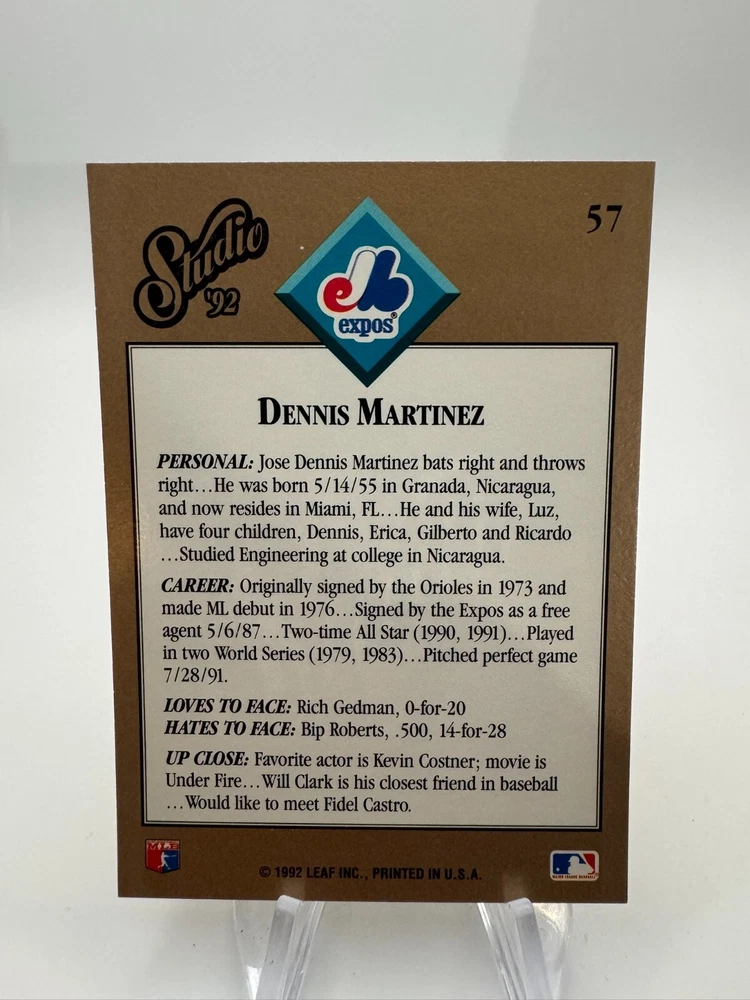 Studio '92
57
expos®
DENNIS MARTINEZ
PERSONAL: Jose Dennis Martinez bats right and throws
right...He was born 5/14/55 in Granada, Nicaragua,
and now resides in Miami, FL...He and his wife, Luz,
have four children, Dennis, Erica, Gilberto and Ricardo
...Studied Engineering at college in Nicaragua.
CAREER: Originally signed by the Orioles in 1973 and
made ML debut in 1976...Signed by the Expos as a free
agent 5/6/87...Two-time All Star (1990, 1991)...Played
in two World Series (1979, 1983)...Pitched perfect game
7/28/91.
LOVES TO FACE: Rich Gedman, 0-for-20
HATES TO FACE: Bip Roberts, .500, 14-for-28
UP CLOSE: Favorite actor is Kevin Costner; movie is
Under Fire...Will Clark is his closest friend in baseball
...Would like to meet Fidel Castro.
© 1992 LEAF INC., PRINTED IN U.S.A.
MAJOR LEAGUE BASEBALL